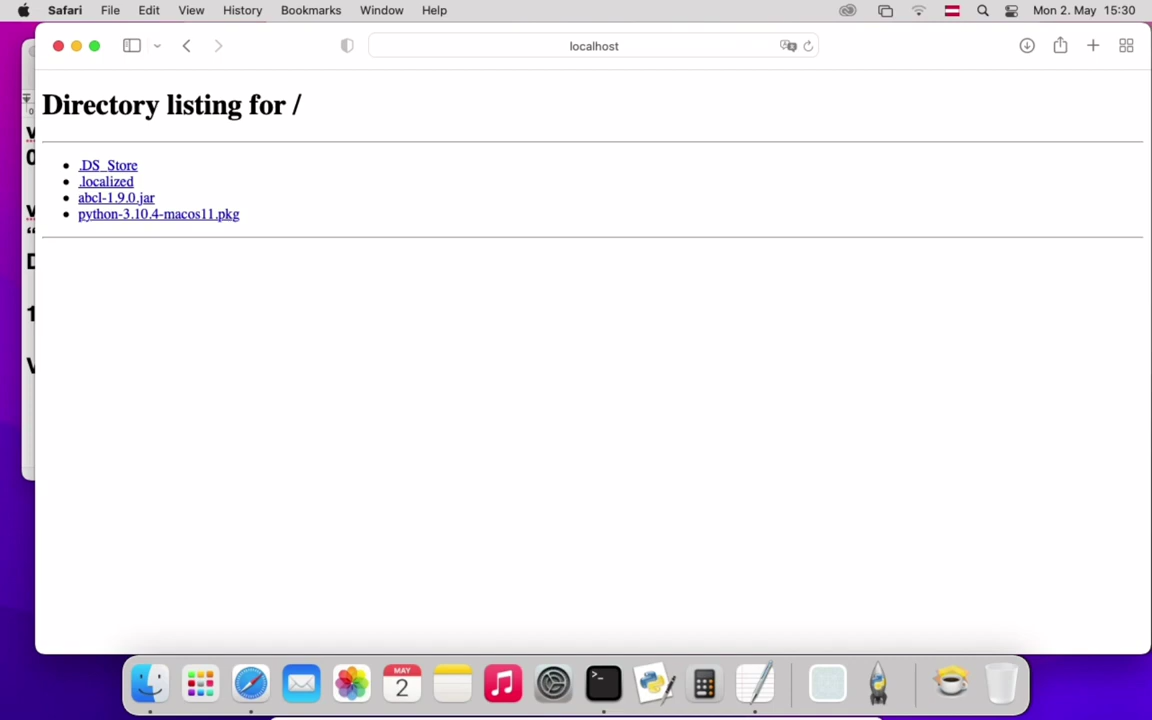 Safari File Edit View History Bookmarks Window Help Mon 2. May 15:30
localhost
Directory listing for /
.DS_Store
.localized
abcl-1.9.0.jar
python-3.10.4-macos11.pkg
MAY
2